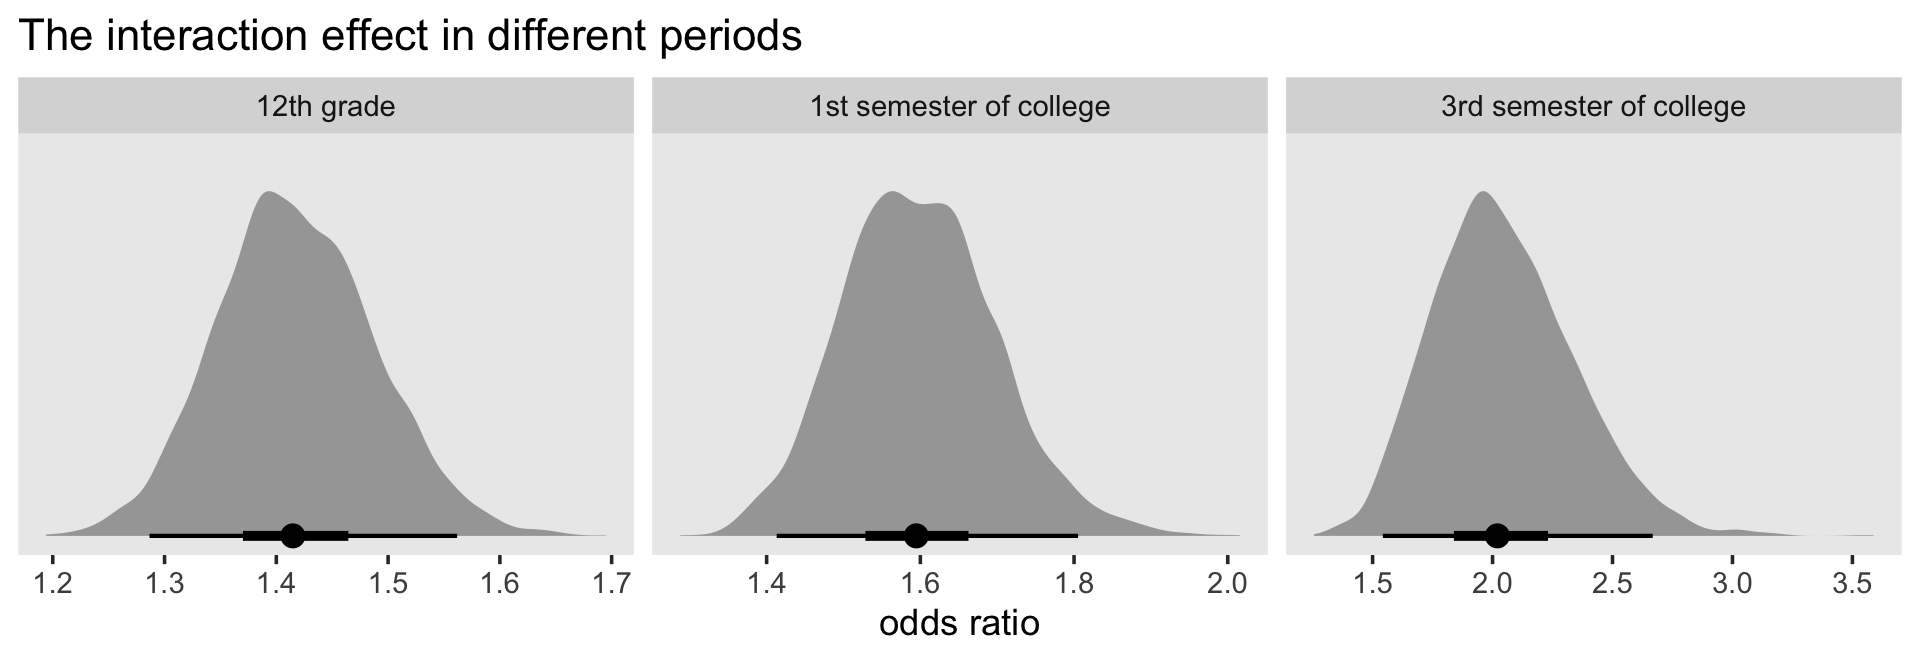 The interaction effect in different periods
12th grade
1st semester of college
3rd semester of college
1.2 1.3 1.4 1.5 1.6 1.7
1.4 1.6 1.8 2.0
1.5 2.0 2.5 3.0 3.5
odds ratio